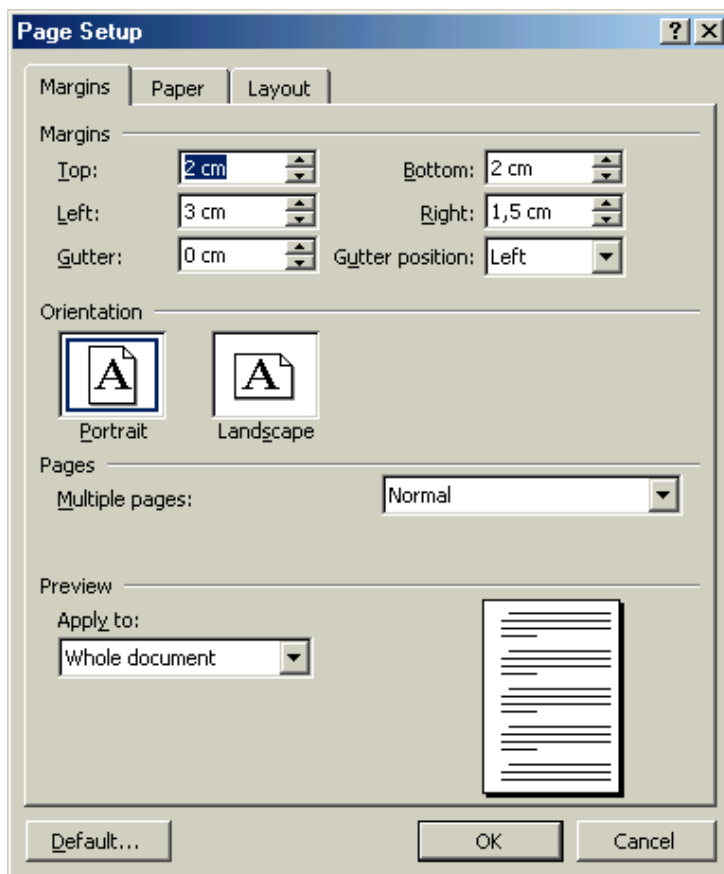 Page Setup
Margins Paper Layout
Margins
Top: 2 cm Bottom: 2 cm
Left: 3 cm Right: 1,5 cm
Gutter: 0 cm Gutter position: Left
Orientation
A A
Portrait Landscape
Pages
Multiple pages: Normal
Preview
Apply to:
Whole document
Default... OK Cancel